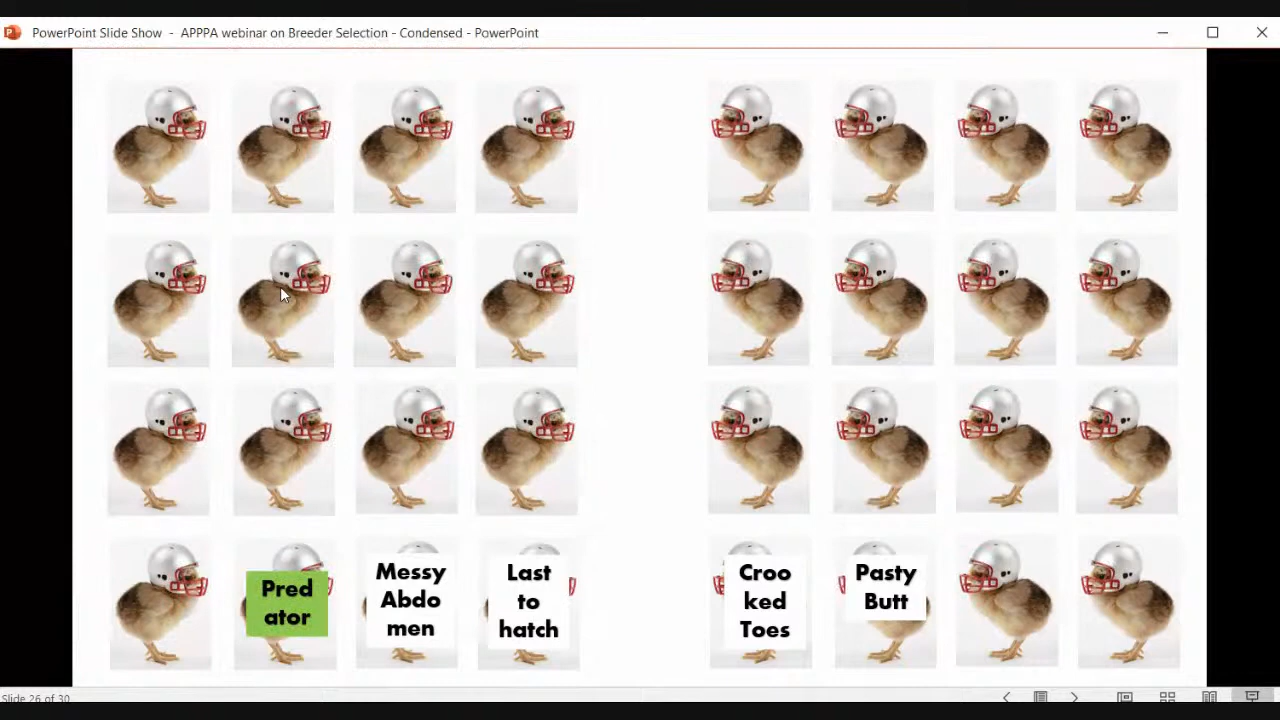 PowerPoint Slide Show - APPPA webinar on Breeder Selection - Condensed - PowerPoint
Pred
ator
Messy
Abdo
men
Last
to
hatch
Croo
ked
Toes
Pasty
Butt
Slide 26 of 30